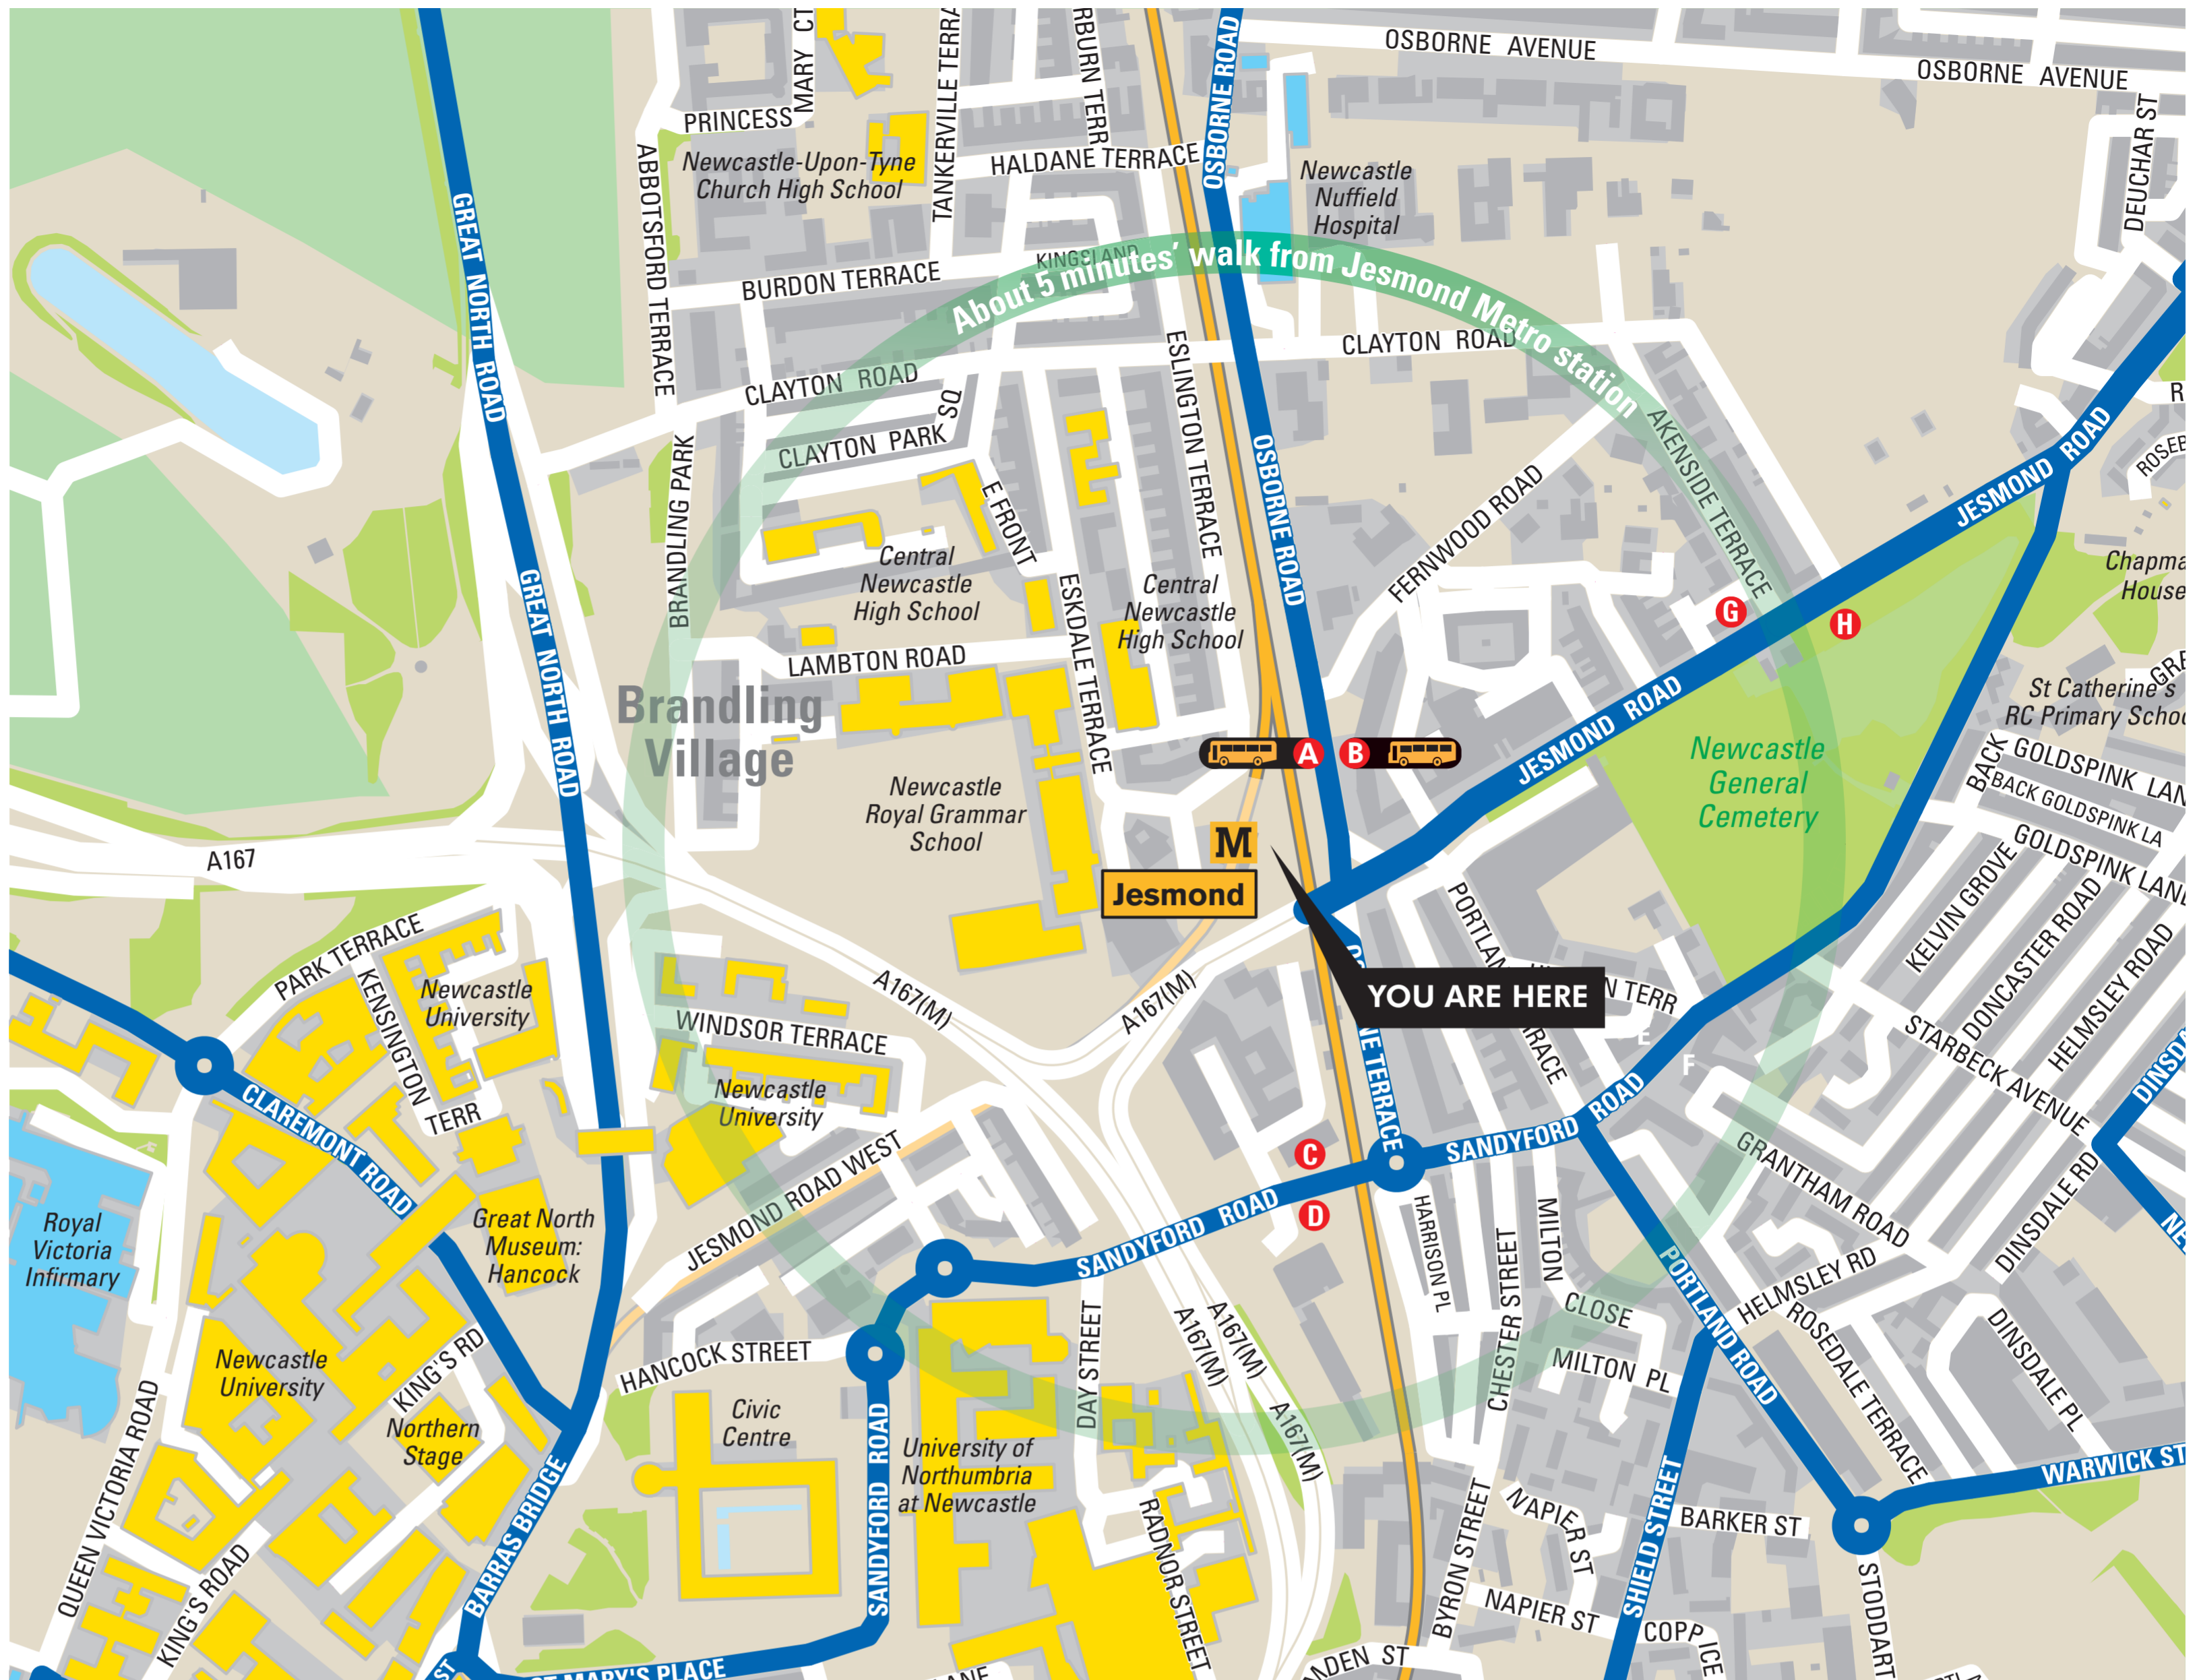 OSBORNE AVENUE
OSBORNE AVENUE
OSBORNE ROAD
MARY CT
PRINCESS
Newcastle-Upon-Tyne
Church High School
HALDANE TERRACE
Newcastle
Nuffield
Hospital
DEUCHAR ST
GREAT NORTH ROAD
ABBOTSFORD TERRACE
BURDON TERRACE
KINGSLAND
About 5 minutes' walk from Jesmond Metro station
CLAYTON ROAD
CLAYTON ROAD
CLAYTON PARK SQ
ESLINGTON TERRACE
OSBORNE ROAD
AKENSIDE TERRACE
JESMOND ROAD
BRANDLING PARK
E FRONT
FERNWOOD ROAD
Central
Newcastle
High School
Central
Newcastle
High School
G
H
House
GREAT NORTH ROAD
LAMBTON ROAD
ESKDALE TERRACE
Brandling
Village
St Catherine's
RC Primary
JESMOND ROAD
A
B
Newcastle
General
Cemetery
BACK
GOLDSPINK
BACK GOLDSPINK LA
GOLDSPINK LANE
Newcastle
Royal Grammar
School
M
Jesmond
A167
KELVIN GROVE
DONCASTER ROAD
HELMSLEY ROAD
PARK TERRACE
KENSINGTON
TERR
Newcastle
University
A167(M)
A167(M)
YOU ARE HERE
TERR
E
F
STARBECK AVENUE
WINDSOR TERRACE
Newcastle
University
TERRACE
CLAREMONT ROAD
JESMOND ROAD WEST
C
D
SANDYFORD ROAD
SANDYFORD ROAD
GRANTHAM ROAD
DINSDALE RD
Royal
Victoria
Infirmary
Great North
Museum:
Hancock
HARRISON PL
CHESTER STREET
MILTON
CLOSE
MILTON PL
PORTLAND ROAD
HELMSLEY RD
ROSEDALE TERRACE
DINSDALE PL
Newcastle
University
KING'S RD
Northern
Stage
HANCOCK STREET
Civic
Centre
DAY STREET
A167(M)
A167(M)
A167(M)
University of
Northumbria
at Newcastle
SANDYFORD ROAD
RADNOR STREET
QUEEN VICTORIA ROAD
KING'S ROAD
BARRAS BRIDGE
BYRON STREET
NAPIER ST
NAPIER ST
SHIELD STREET
BARKER ST
WARWICK ST
STODDART
COPP ICE
MARY'S PLACE
ST
ST